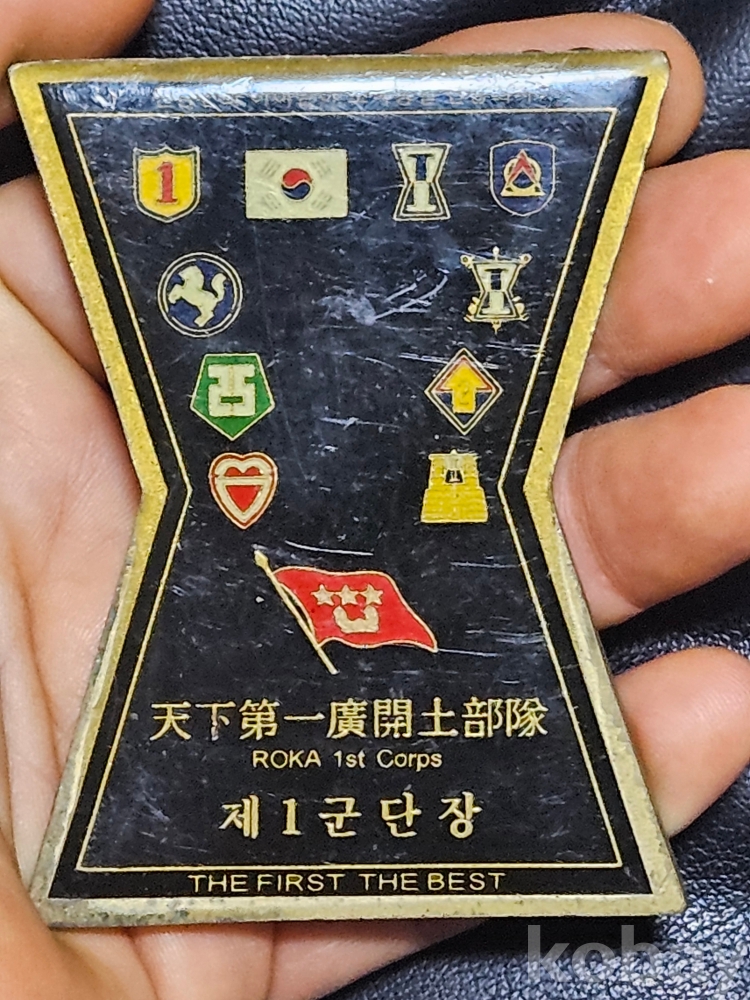 1
天下第一廣開土部隊
ROKA 1st Corps
제1군단장
THE FIRST THE BEST